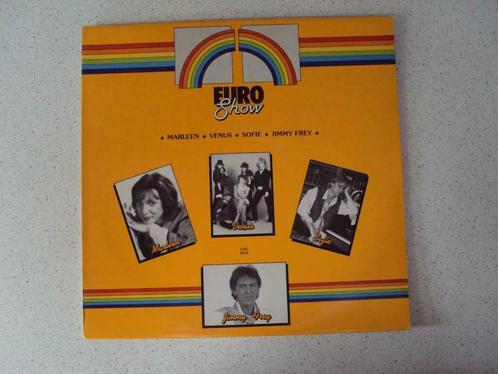 EURO
Show
★ MARLEEN ★ VENUS ★ SOFIE ★ JIMMY FREY ★
Marleen
Venus
Sofie
Jimmy Frey